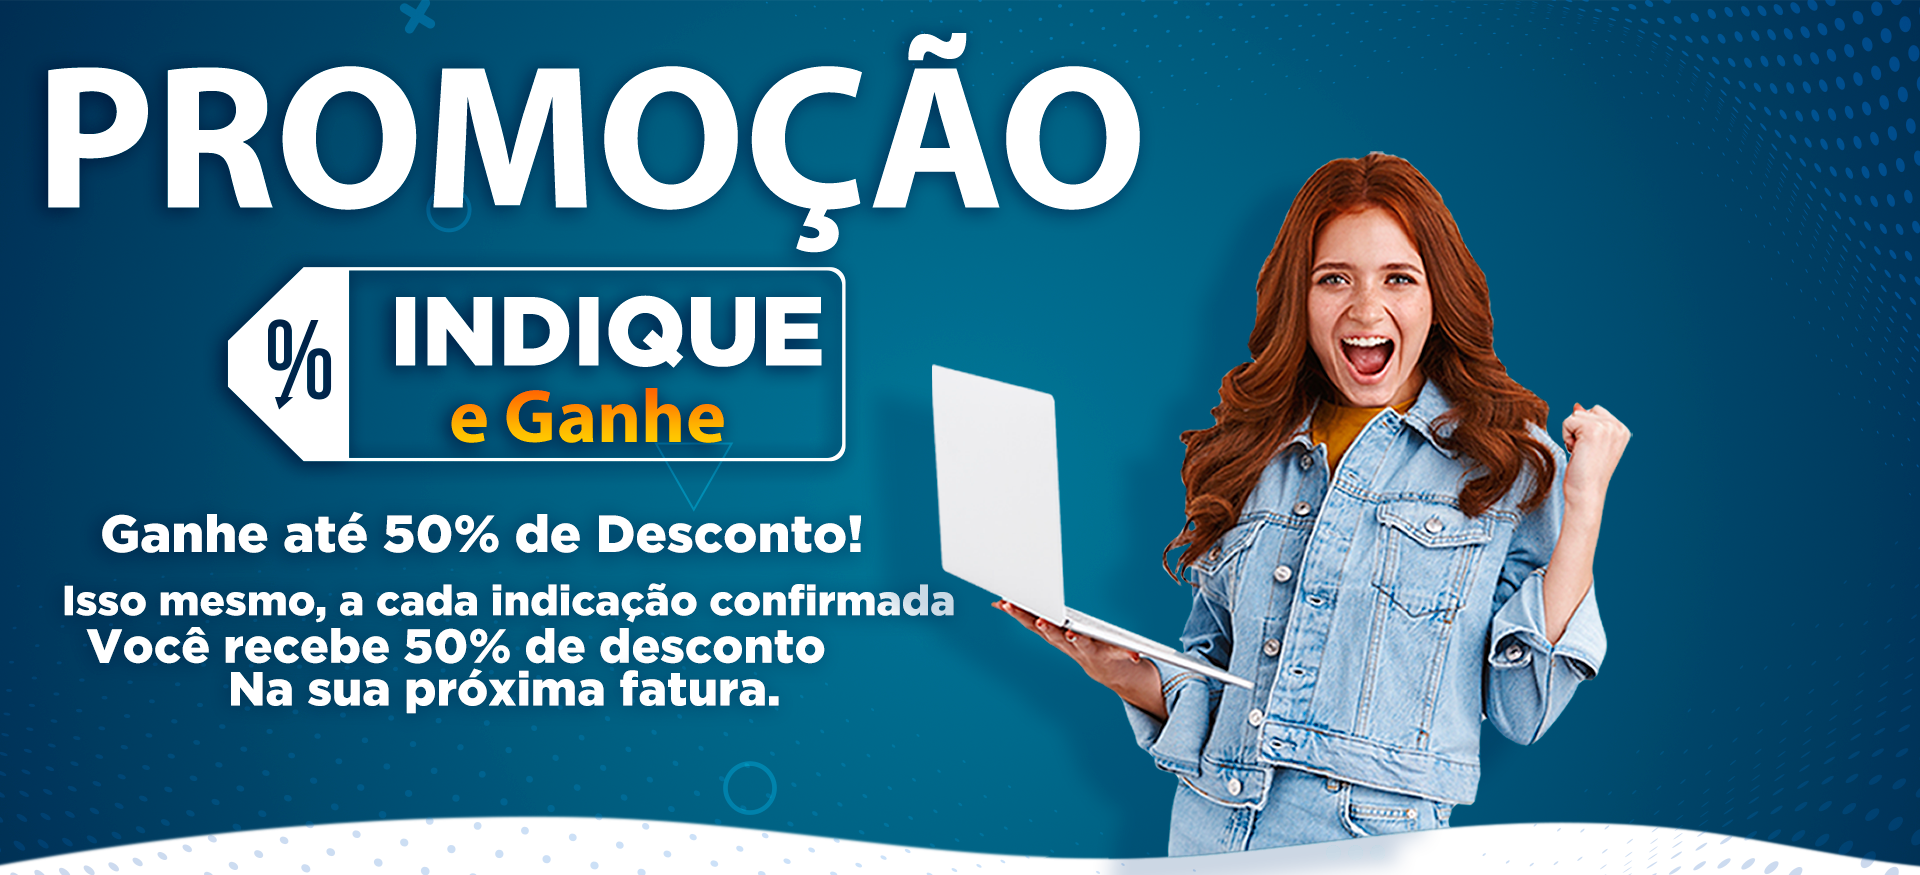 PROMOÇÃO
%
INDIQUE
e Ganhe
Ganhe até 50% de Desconto!
Isso mesmo, a cada indicação confirmada
Você recebe 50% de desconto
Na sua próxima fatura.